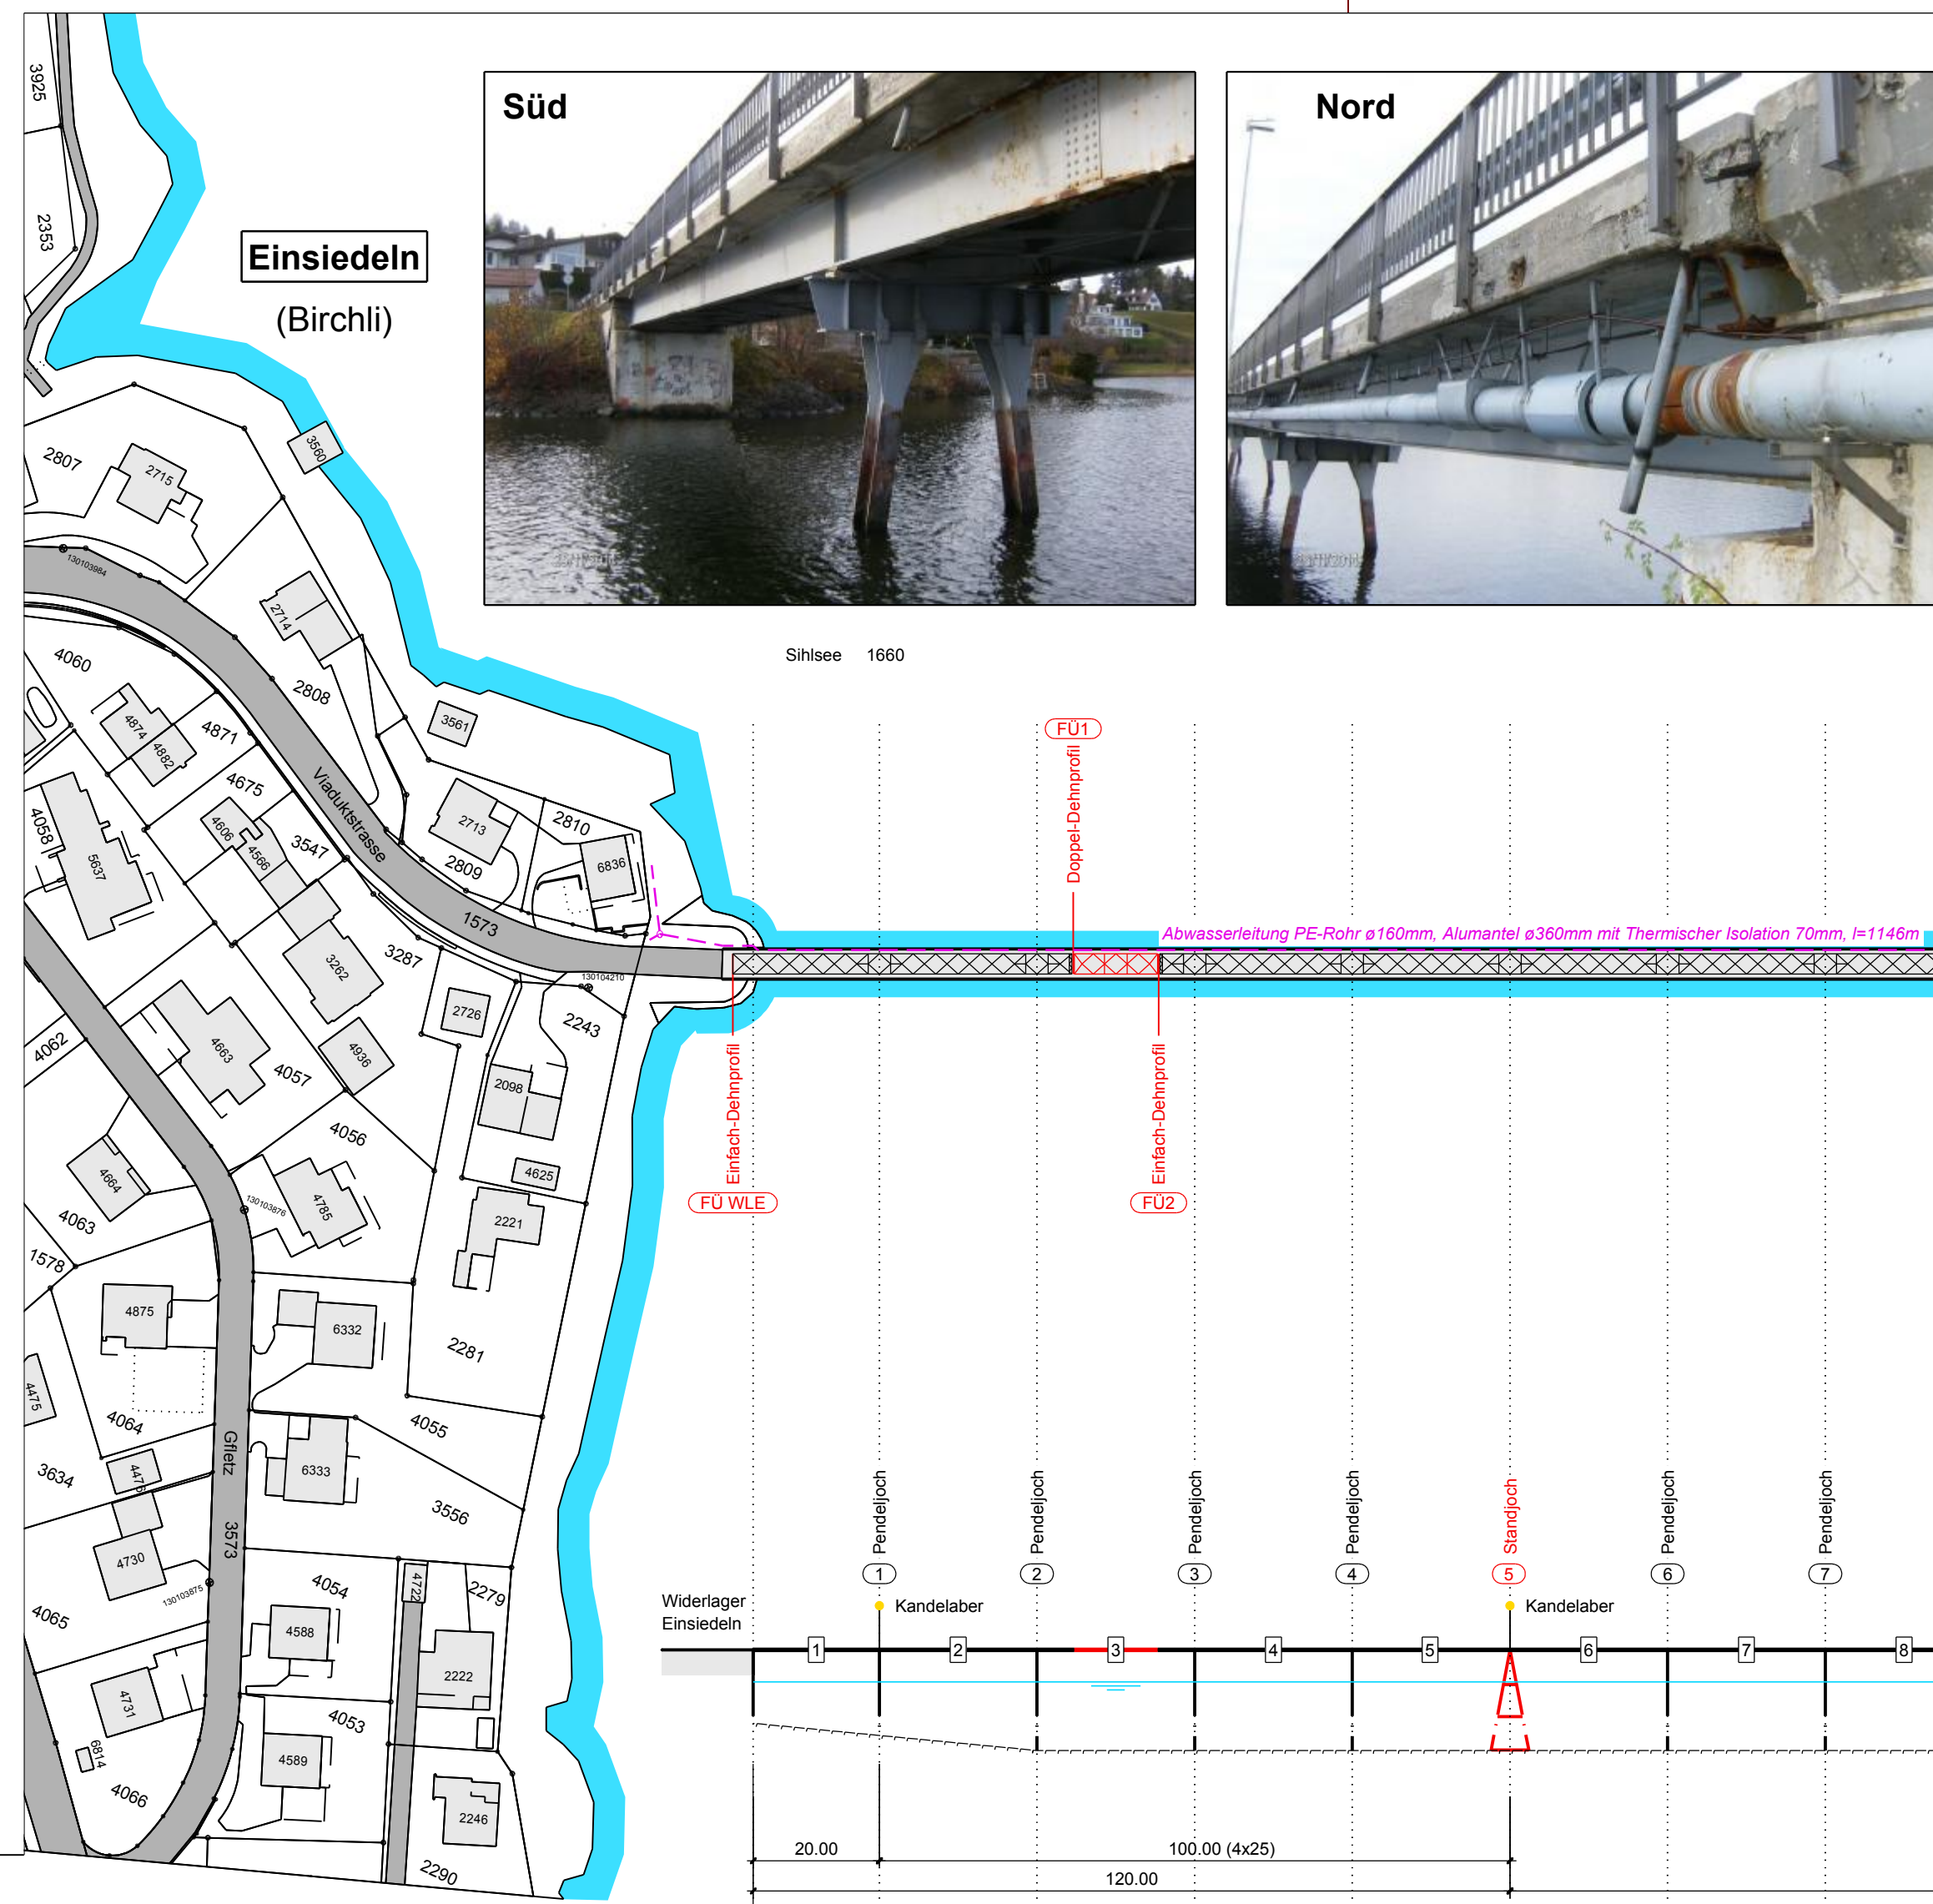 3925
2353
Einsiedeln
(Birchli)
Süd
Nord
Sihlsee 1660
2807
2715
3560
130103984
2714
4060
2808
4874
4882
4871
3561
4675
Viaduktstrasse
4058
5637
4606
4566
3547
2713
2809
2810
6836
1573
3287
3262
130104210
2726
2243
4062
4663
4936
4057
2098
4056
4625
4664
4063
130103876
4785
2221
1578
4875
6332
2281
4475
4064
4055
3634
4476
Gfletz
3573
6333
3556
4730
130103875
4054
4722
2279
4065
4588
2222
4731
4053
6814
4589
4066
2246
2290
FÜ1
Doppel-Dehnprofil
Abwasserleitung PE-Rohr ø160mm, Alumantel ø360mm mit Thermischer Isolation 70mm, l=1146m
Einfach-Dehnprofil
FÜ WLE
Einfach-Dehnprofil
FÜ2
Pendeljoch
Pendeljoch
Pendeljoch
Pendeljoch
Standjoch
Pendeljoch
Pendeljoch
1 2 3 4 5 6 7
Widerlager
Einsiedeln
Kandelaber
Kandelaber
1 2 3 4 5 6 7 8
20.00
100.00 (4x25)
120.00